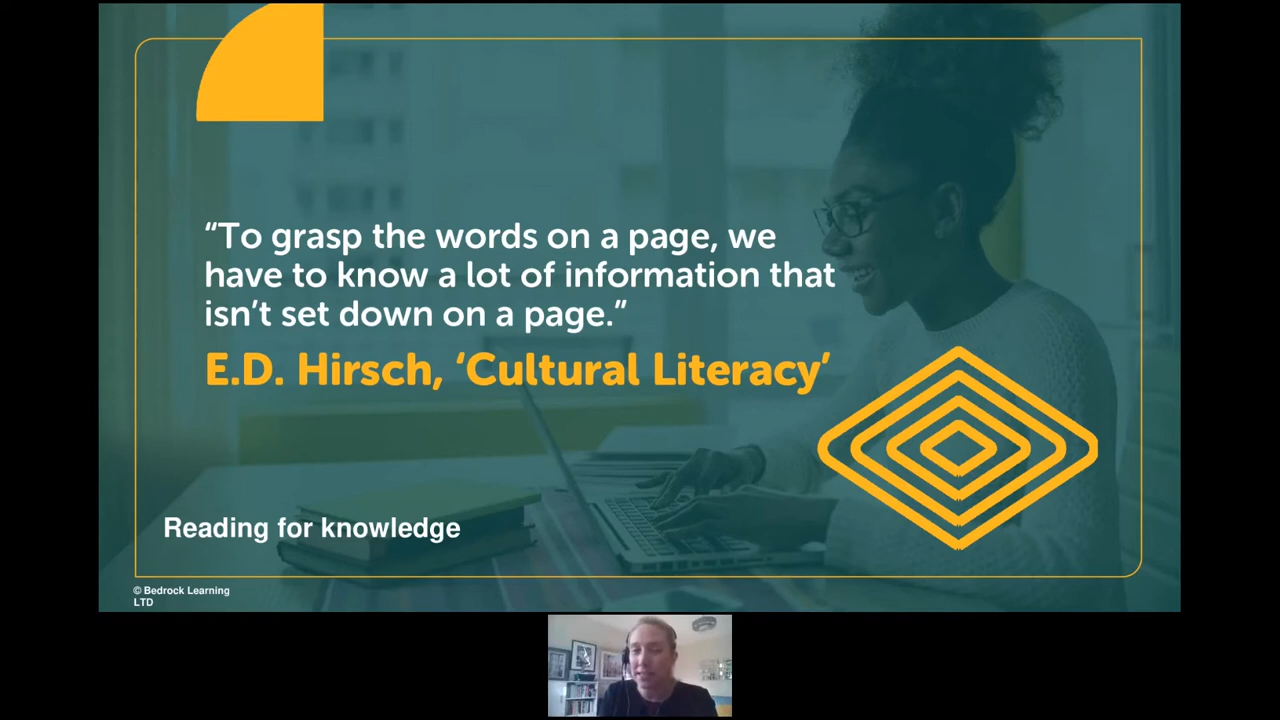 “To grasp the words on a page, we
have to know a lot of information that
isn’t set down on a page.”
E.D. Hirsch, ‘Cultural Literacy’
Reading for knowledge
© Bedrock Learning
LTD